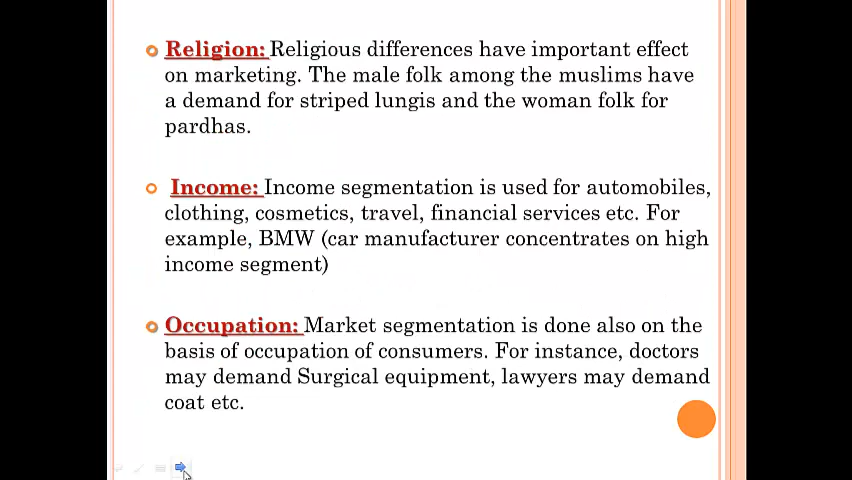 Religion: Religious differences have important effect
on marketing. The male folk among the muslims have
a demand for striped lungis and the woman folk for
pardhas.
Income: Income segmentation is used for automobiles,
clothing, cosmetics, travel, financial services etc. For
example, BMW (car manufacturer concentrates on high
income segment)
Occupation: Market segmentation is done also on the
basis of occupation of consumers. For instance, doctors
may demand Surgical equipment, lawyers may demand
coat etc.